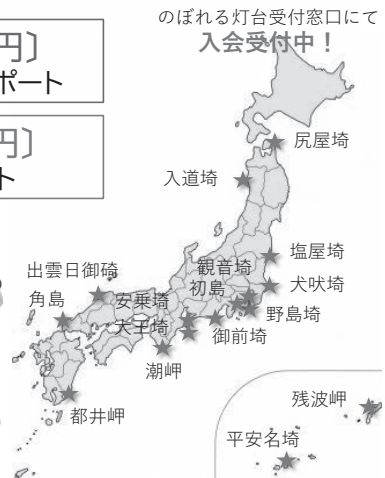 のぼれる灯台受付窓口にて
入会受付中！
円〕
ポート
円〕
ト
尻屋埼
入道埼
塩屋埼
観音埼
犬吠埼
初島
野島埼
出雲日御碕
角島
安乗埼
大王埼
御前埼
潮岬
都井岬
残波岬
平安名埼